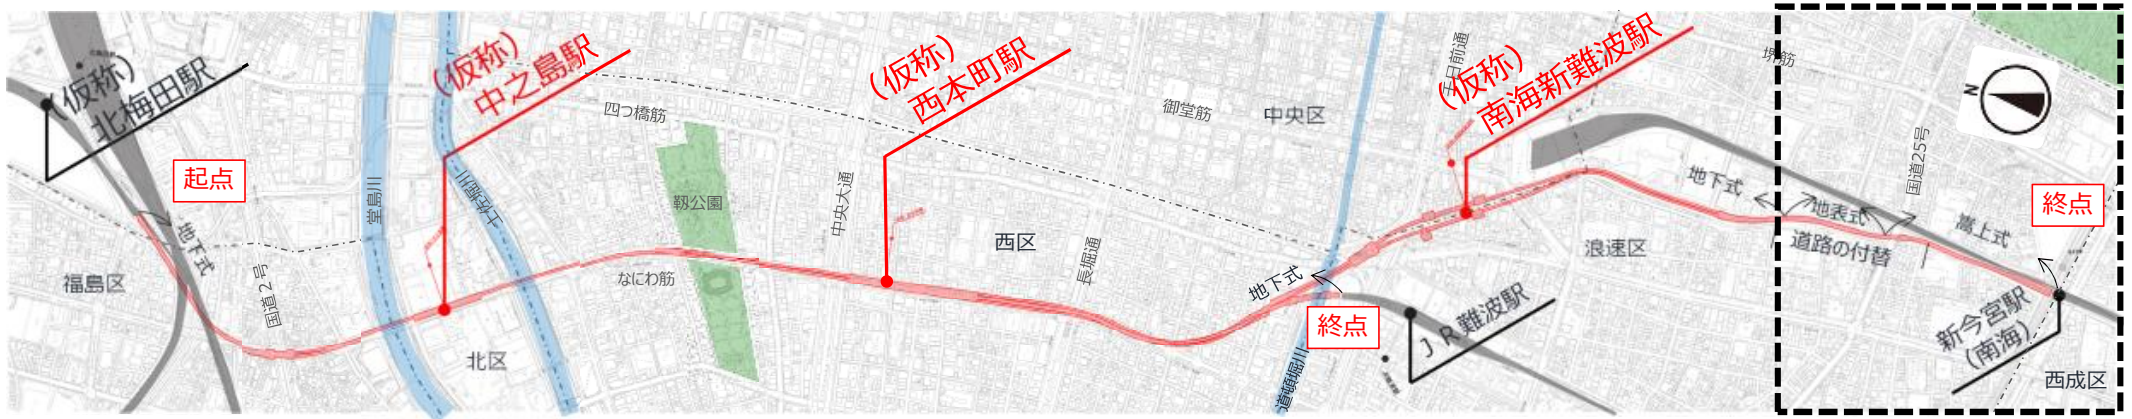 （仮称）
北梅田駅
起点
地下式
福島区
国道２号
堂島川
土佐堀川
（仮称）
中之島駅
北区
四つ橋筋
靱公園
なにわ筋
（仮称）
西本町駅
中央大通
西区
長堀通
御堂筋
中央区
地下式
終点
道頓堀川
ＪＲ難波駅
千日前通
（仮称）
南海新難波駅
堺筋
浪速区
地下式
地表式
嵩上式
道路の付替
国道25号
N
終点
新今宮駅
（南海）
西成区